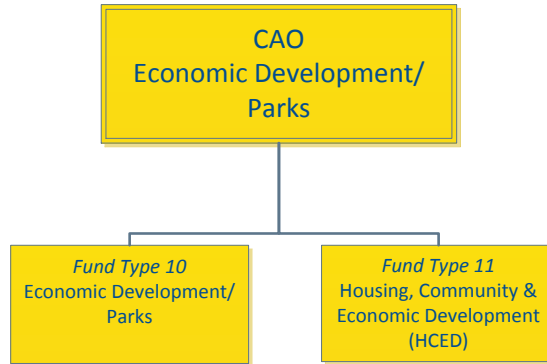 CAO
Economic Development/
Parks
Fund Type 10
Economic Development/
Parks
Fund Type 11
Housing, Community &
Economic Development
(HCED)